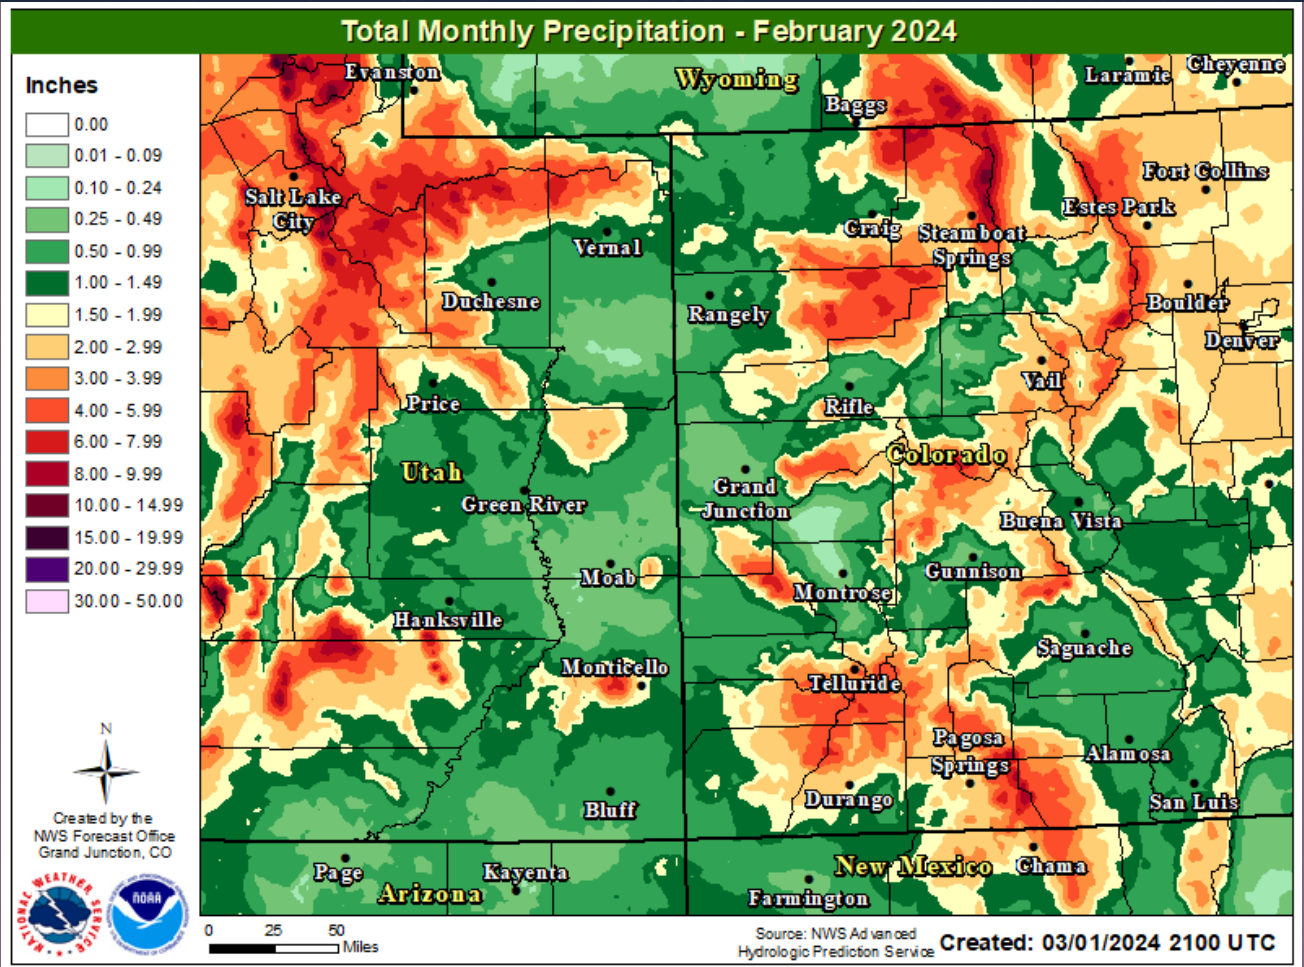 Total Monthly Precipitation - February 2024
Inches
0.00
0.01 - 0.09
0.10 - 0.24
0.25 - 0.49
0.50 - 0.99
1.00 - 1.49
1.50 - 1.99
2.00 - 2.99
3.00 - 3.99
4.00 - 5.99
6.00 - 7.99
8.00 - 9.99
10.00 - 14.99
15.00 - 19.99
20.00 - 29.99
30.00 - 50.00
N
Created by the
NWS Forecast Office
Grand Junction, CO
NATIONAL WEATHER SERVICE
NOAA
Evanston
Wyoming
Laramie
Cheyenne
Baggs
Fort Collins
Salt Lake
City
Estes Park
Craig
Steamboat
Springs
Vernal
Duchesne
Rangely
Boulder
Denver
Vail
Price
Rifle
Utah
Colorado
Green River
Grand
Junction
Buena Vista
Moab
Montrose
Gunnison
Hanksville
Saguache
Monticello
Telluride
Pagosa
Springs
Alamosa
Bluff
Durango
San Luis
Page
Arizona
Kayenta
New Mexico
Chama
Farmington
0 25 50
Miles
Source: NWS Advanced
Hydrologic Prediction Service
Created: 03/01/2024 2100 UTC